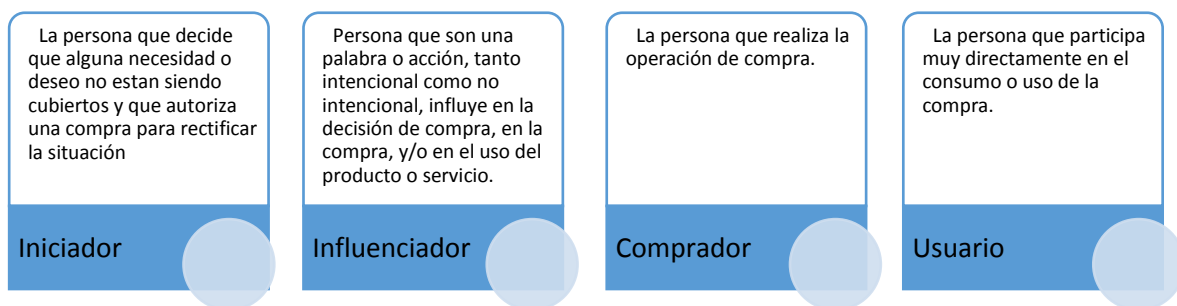 La persona que decide
que alguna necesidad o
deseo no estan siendo
cubiertos y que autoriza
una compra para rectificar
la situación
Iniciador
Persona que son una
palabra o acción, tanto
intencional como no
intencional, influye en la
decisión de compra, en la
compra, y/o en el uso del
producto o servicio.
Influenciador
La persona que realiza la
operación de compra.
Comprador
La persona que participa
muy directamente en el
consumo o uso de la
compra.
Usuario